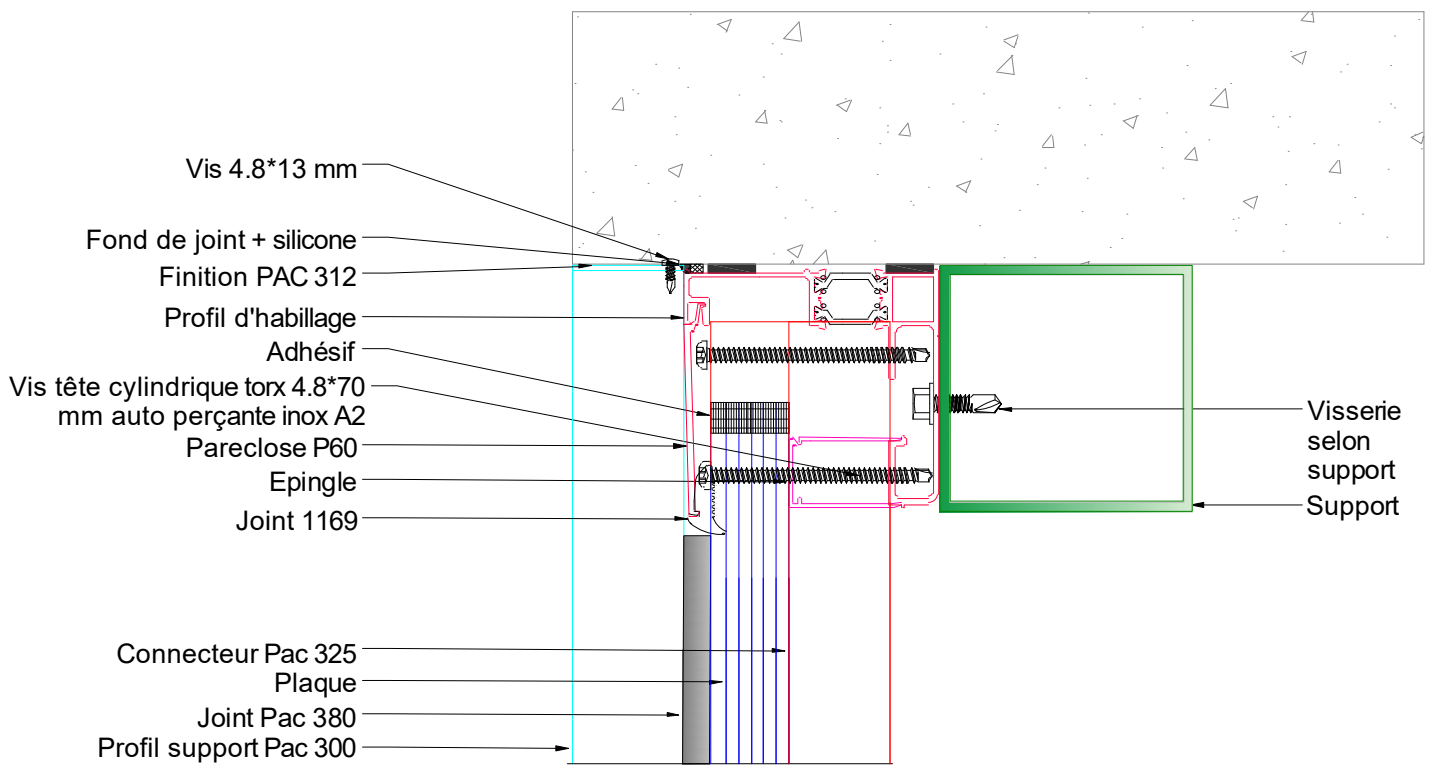 Vis 4.8*13 mm
Fond de joint + silicone
Finition PAC 312
Profil d'habillage
Adhésif
Vis tête cylindrique torx 4.8*70
mm auto perçante inox A2
Pareclose P60
Epingle
Joint 1169
Connecteur Pac 325
Plaque
Joint Pac 380
Profil support Pac 300
Visserie
selon
support
Support